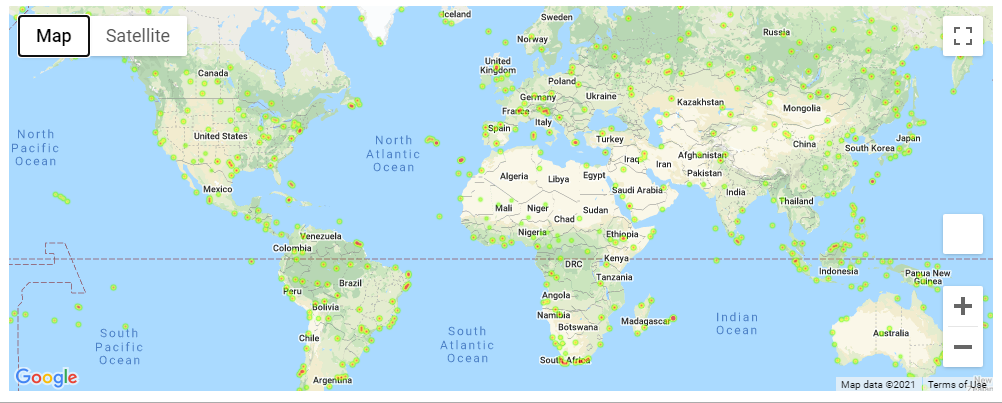 Map
Satellite
Iceland
Sweden
Norway
Russia
Canada
United
Kingdom
Poland
Germany
Ukraine
Kazakhstan
Mongolia
France
Italy
Spain
Turkey
North
Pacific
Ocean
United States
North
Atlantic
Ocean
China
Japan
South Korea
Iraq
Iran
Afghanistan
Pakistan
Algeria
Libya
Egypt
Saudi Arabia
India
Mexico
Mali
Niger
Chad
Sudan
Thailand
Nigeria
Ethiopia
Venezuela
Colombia
Kenya
DRC
Tanzania
Indonesia
Papua New
Guinea
Peru
Brazil
Angola
Bolivia
Namibia
Botswana
Madagascar
Indian
Ocean
South
Pacific
Ocean
Chile
South
Atlantic
Ocean
Australia
South Africa
Argentina
Google
Map data ©2021
Terms of Use
New